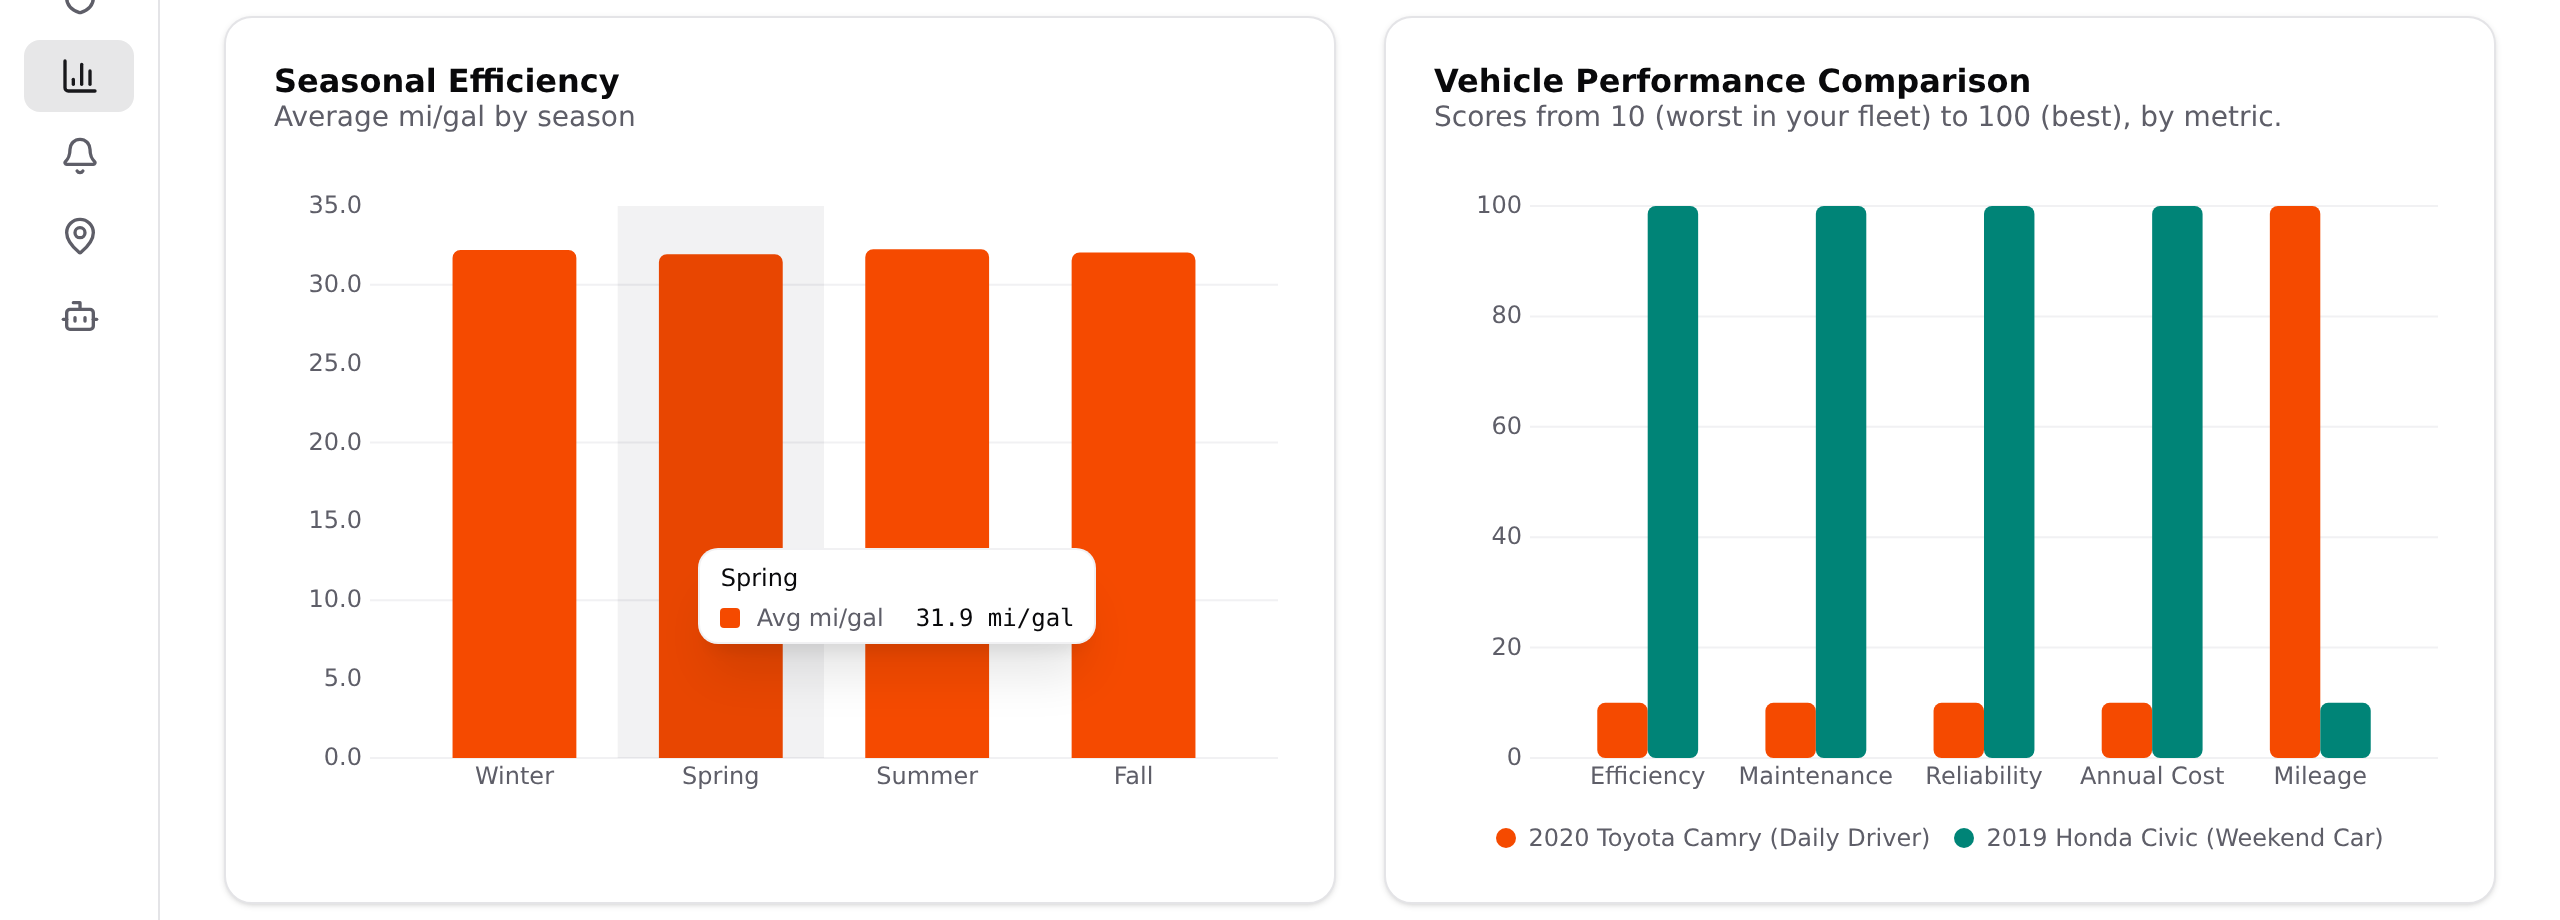 Seasonal Efficiency
Average mi/gal by season
35.0
30.0
25.0
20.0
15.0
10.0
5.0
0.0
Winter Spring Summer Fall
Spring
Avg mi/gal 31.9 mi/gal
Vehicle Performance Comparison
Scores from 10 (worst in your fleet) to 100 (best), by metric.
100
80
60
40
20
0
Efficiency Maintenance Reliability Annual Cost Mileage
2020 Toyota Camry (Daily Driver) 2019 Honda Civic (Weekend Car)